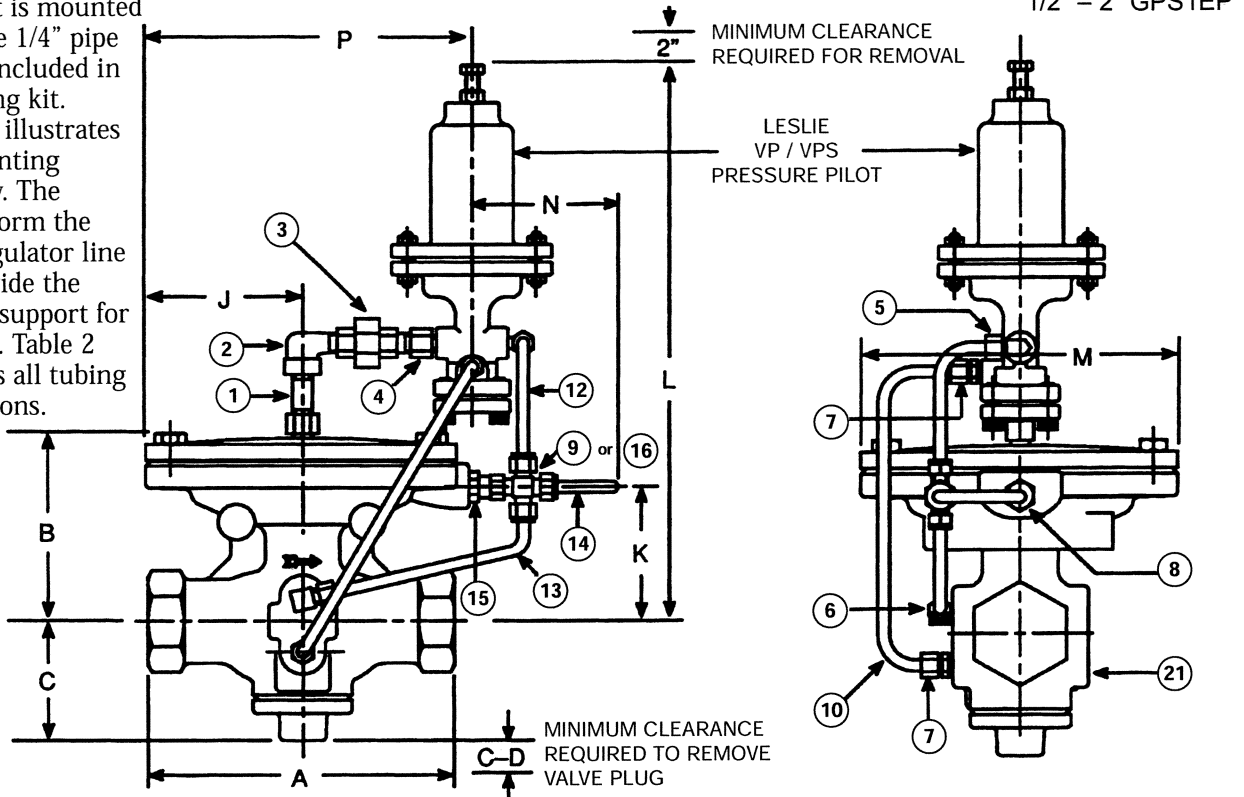 t is mounted
e 1/4” pipe
ncluded in
ng kit.
illustrates
nting
y. The
orm the
gulator line
ide the
support for
. Table 2
s all tubing
ons.
1/2" – 2" GPSTEP
P
2”
MINIMUM CLEARANCE
REQUIRED FOR REMOVAL
LESLIE
VP / VPS
PRESSURE PILOT
N
3
J
2
1
4
12
L
9 or 16
B
K
14
15
13
C
C–D
A
MINIMUM CLEARANCE
REQUIRED TO REMOVE
VALVE PLUG
5
M
7
8
6
10
7
21